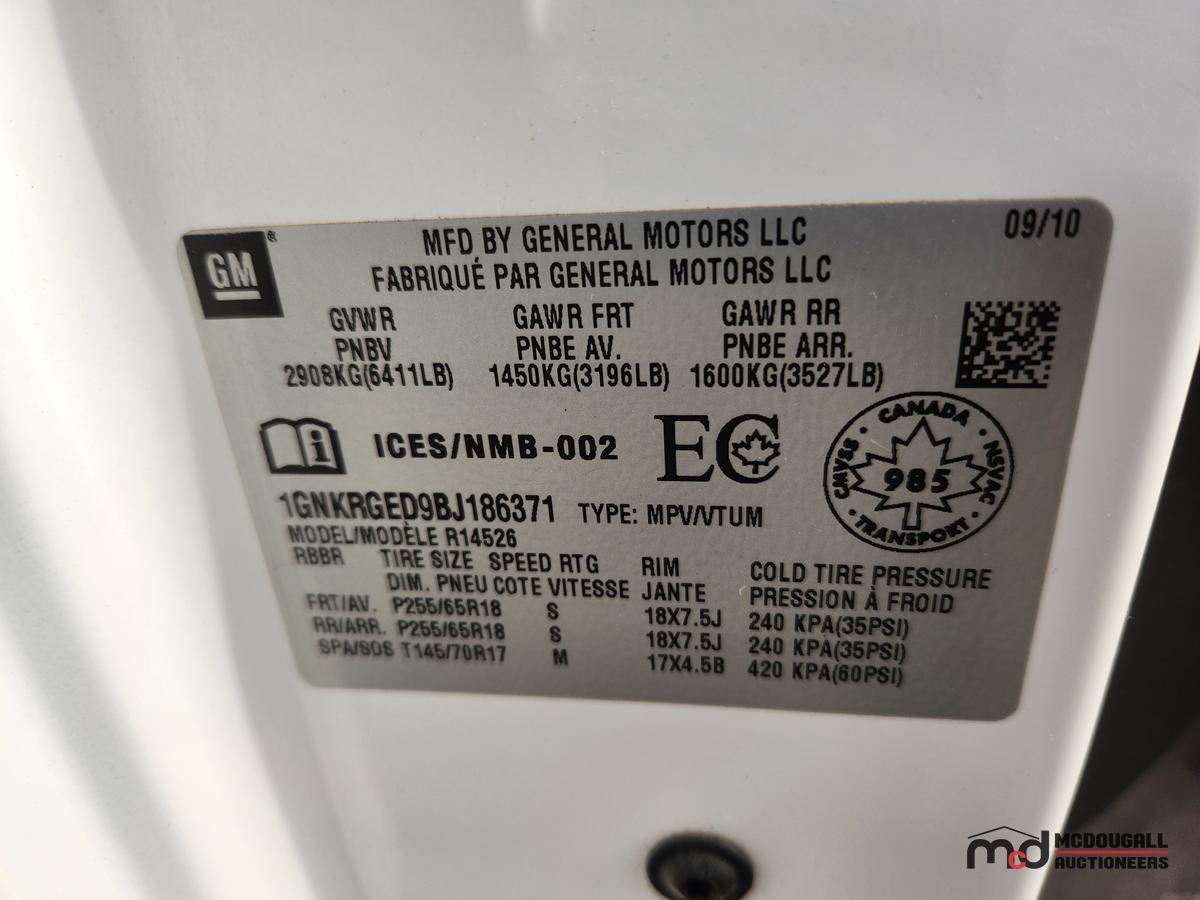 GM®
MFD BY GENERAL MOTORS LLC
09/10
FABRIQUÉ PAR GENERAL MOTORS LLC
GVWR GAWR FRT GAWR RR
PNBV PNBE AV. PNBE ARR.
2908KG(6411LB) 1450KG(3196LB) 1600KG(3527LB)
i ICES/NMB-002 EC
CANADA
CMVSS · 985 · NSVAC
· TRANSPORT ·
1GNKRGED9BJ186371 TYPE: MPV/VTUM
MODEL/MODÈLE R14526
RBBR TIRE SIZE SPEED RTG RIM COLD TIRE PRESSURE
DIM. PNEU COTE VITESSE JANTE PRESSION À FROID
FRT/AV. P255/65R18 S 18X7.5J 240 KPA(35PSI)
RR/ARR. P255/65R18 S 18X7.5J 240 KPA(35PSI)
SPA/SOS T145/70R17 M 17X4.5B 420 KPA(60PSI)
mcd MCDOUGALL
AUCTIONEERS